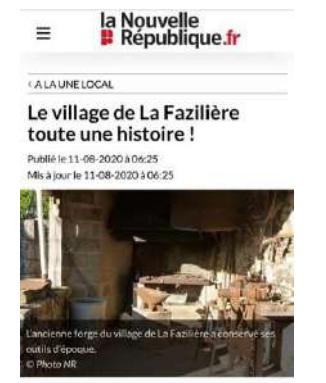 ≡
la Nouvelle
République.fr
‹ A LA UNE LOCAL
Le village de La Fazilière
toute une histoire !
Publié le 11-08-2020 à 06:25
Mis à jour le 11-08-2020 à 06:25
L'ancienne forge du village de La Fazilière a conservé ses
outils d'époque.
© Photo NR